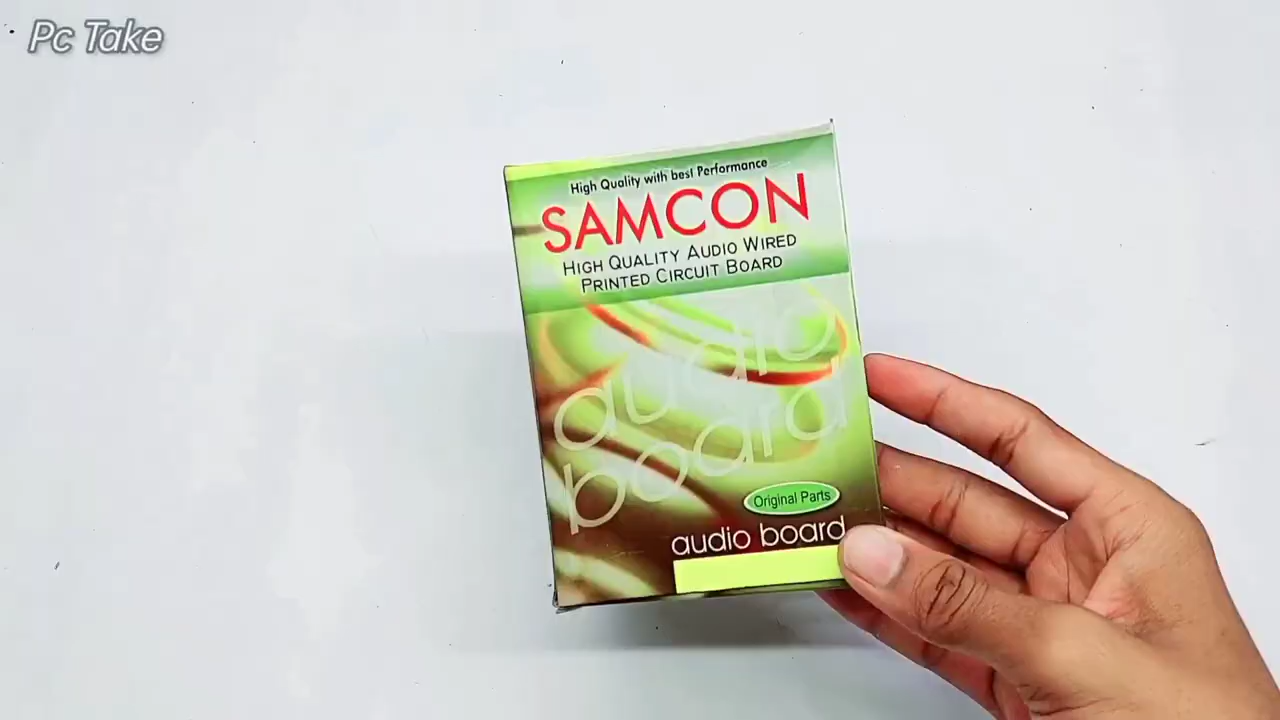 Pc Take
High Quality with best Performance
SAMCON
HIGH QUALITY AUDIO WIRED
PRINTED CIRCUIT BOARD
audio
board
Original Parts
audio board